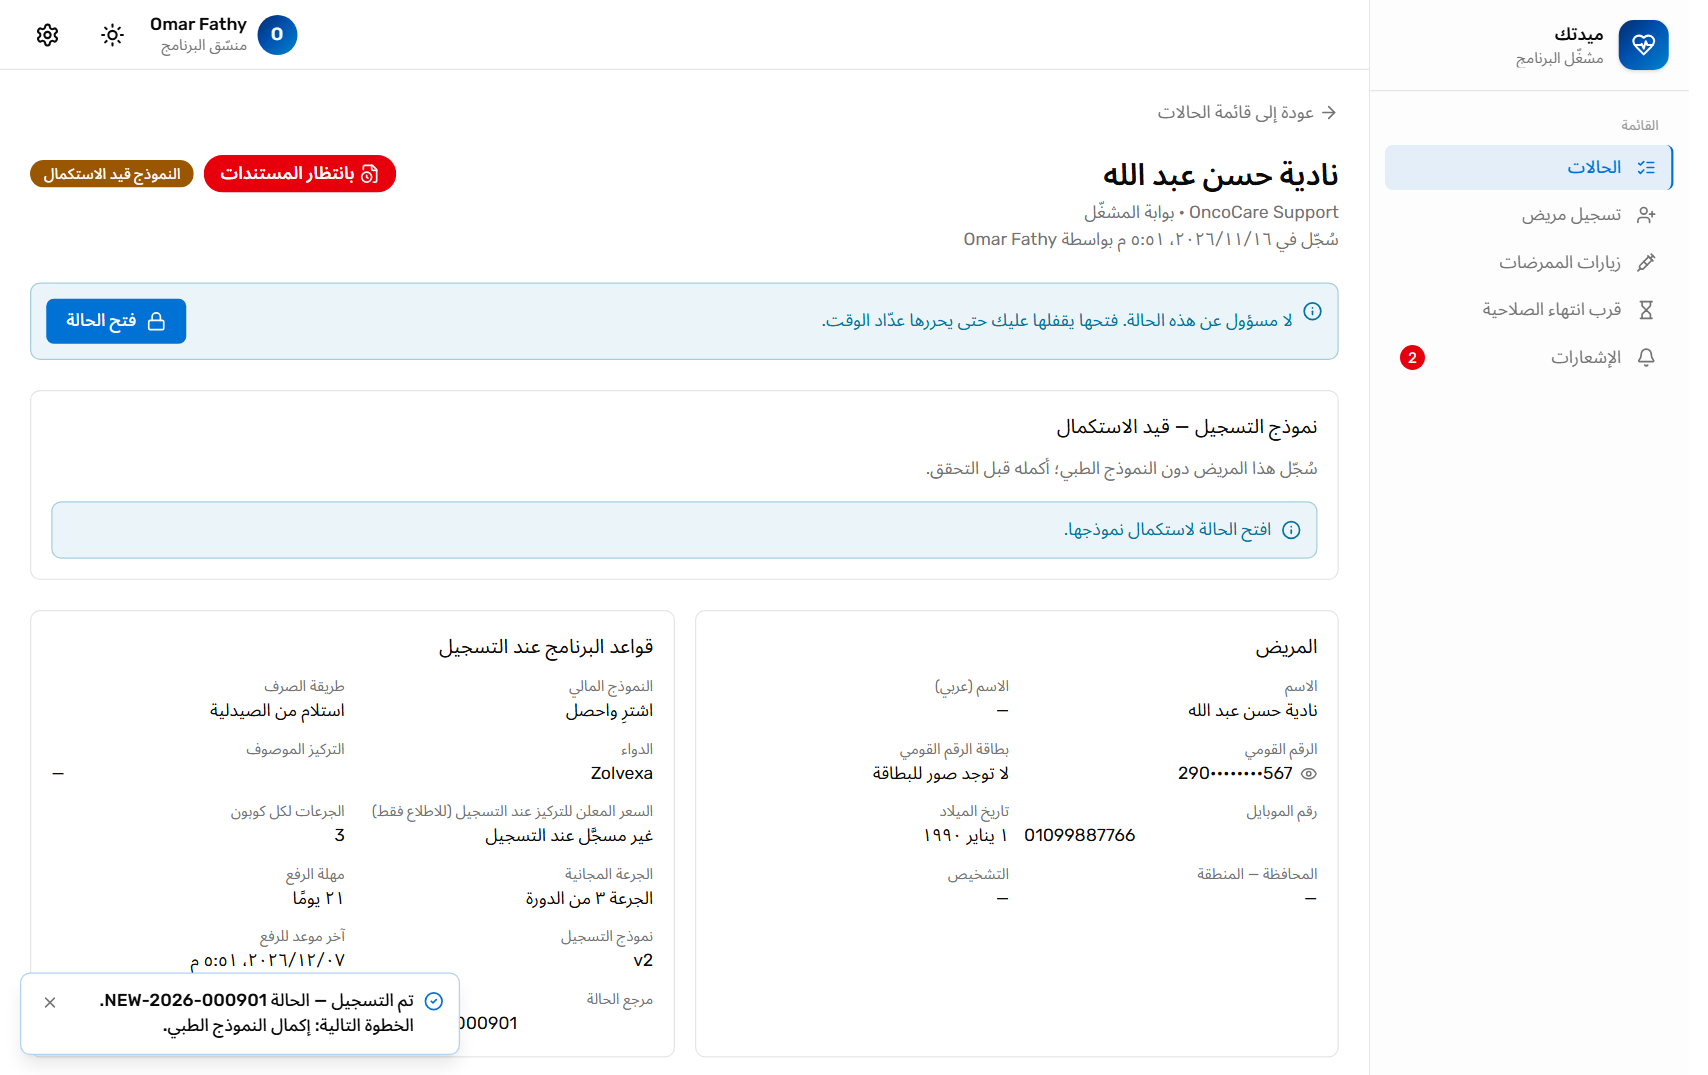 ميدتك
مشغّل البرنامج
القائمة
الحالات
تسجيل مريض
زيارات الممرضات
قرب انتهاء الصلاحية
الإشعارات
2
Omar Fathy
منسّق البرنامج
O
عودة إلى قائمة الحالات
نادية حسن عبد الله
بانتظار المستندات
النموذج قيد الاستكمال
OncoCare Support • بوابة المشغّل
سُجّل في ٢٠٢٦/١١/١٦، ٥:٥١ م بواسطة Omar Fathy
لا مسؤول عن هذه الحالة. فتحها يقفلها عليك حتى يحررها عدّاد الوقت.
فتح الحالة
نموذج التسجيل — قيد الاستكمال
سُجّل هذا المريض دون النموذج الطبي؛ أكمله قبل التحقق.
افتح الحالة لاستكمال نموذجها.
المريض
الاسم
نادية حسن عبد الله
الاسم (عربي)
—
الرقم القومي
290••••••••567
بطاقة الرقم القومي
لا توجد صور للبطاقة
رقم الموبايل
01099887766
تاريخ الميلاد
١ يناير ١٩٩٠
المحافظة — المنطقة
—
التشخيص
—
قواعد البرنامج عند التسجيل
النموذج المالي
اشترِ واحصل
طريقة الصرف
استلام من الصيدلية
الدواء
Zolvexa
التركيز الموصوف
—
السعر المعلن للتركيز عند التسجيل (للاطلاع فقط)
غير مسجَّل عند التسجيل
الجرعات لكل كوبون
3
الجرعة المجانية
الجرعة ٣ من الدورة
مهلة الرفع
٢١ يومًا
نموذج التسجيل
v2
آخر موعد للرفع
٢٠٢٦/١٢/٠٧، ٥:٥١ م
مرجع الحالة
000901
تم التسجيل — الحالة NEW-2026-000901.
الخطوة التالية: إكمال النموذج الطبي.